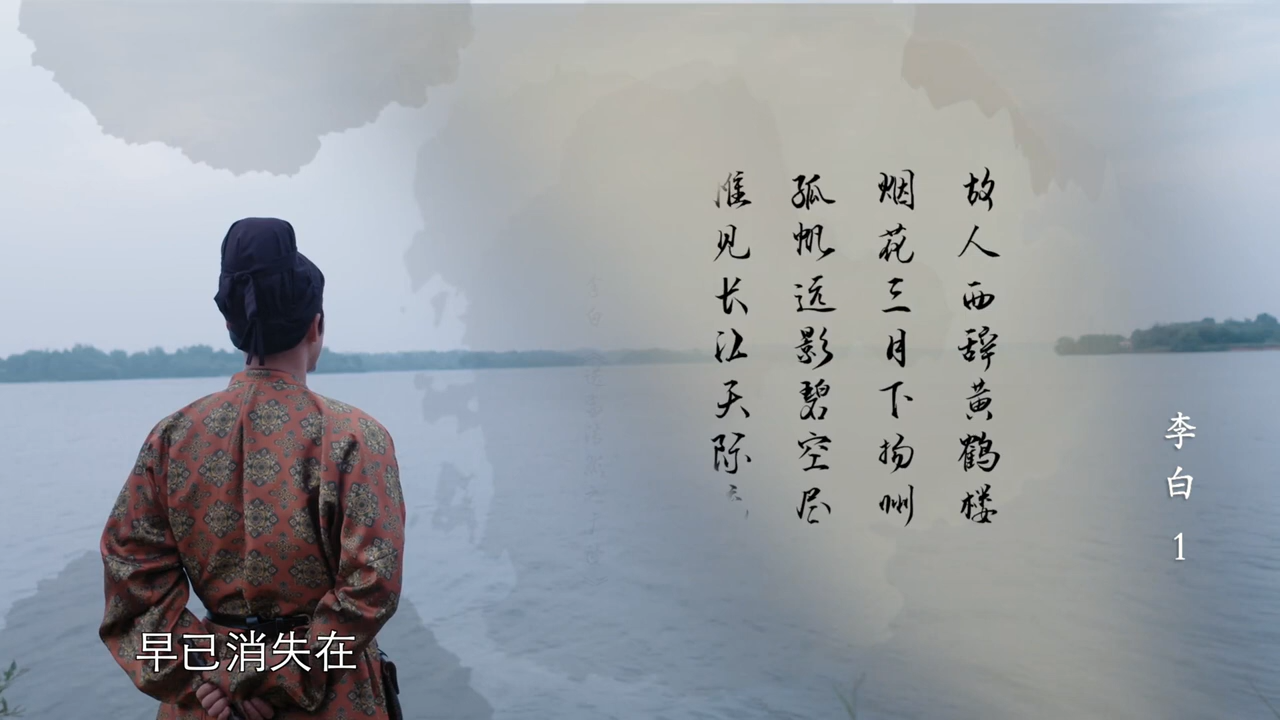 李白 1
故人西辞黄鹤楼
烟花三月下扬州
孤帆远影碧空尽
惟见长江天际
早已消失在